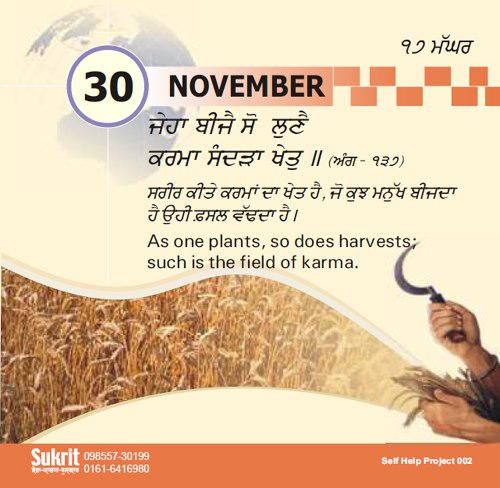 ੧੭ ਮੱਘਰ
30 NOVEMBER
ਜੇਹਾ ਬੀਜੈ ਸੋ ਲੁਣੈ
ਕਰਮਾ ਸੰਦੜਾ ਖੇਤੁ ॥ (ਅੰਗ - ੧੩੭)
ਸਰੀਰ ਕੀਤੇ ਕਰਮਾਂ ਦਾ ਖੇਤ ਹੈ, ਜੋ ਕੁਝ ਮਨੁੱਖ ਬੀਜਦਾ
ਹੈ ਉਹੀ ਫ਼ਸਲ ਵੱਢਦਾ ਹੈ।
As one plants, so does harvests;
such is the field of karma.
Sukrit 098557-30199
0161-6416980
Self Help Project 002